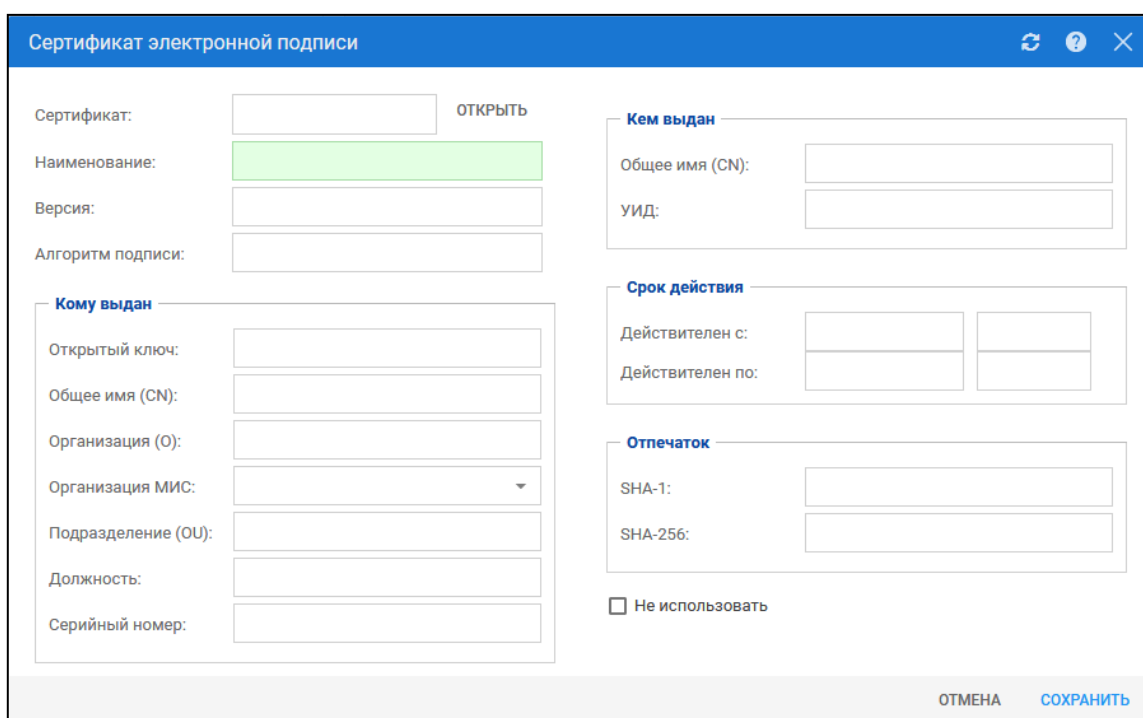 Сертификат электронной подписи
Сертификат: ОТКРЫТЬ
Наименование:
Версия:
Алгоритм подписи:
Кому выдан
Открытый ключ:
Общее имя (CN):
Организация (O):
Организация МИС:
Подразделение (OU):
Должность:
Серийный номер:
Кем выдан
Общее имя (CN):
УИД:
Срок действия
Действителен с:
Действителен по:
Отпечаток
SHA-1:
SHA-256:
Не использовать
ОТМЕНА СОХРАНИТЬ